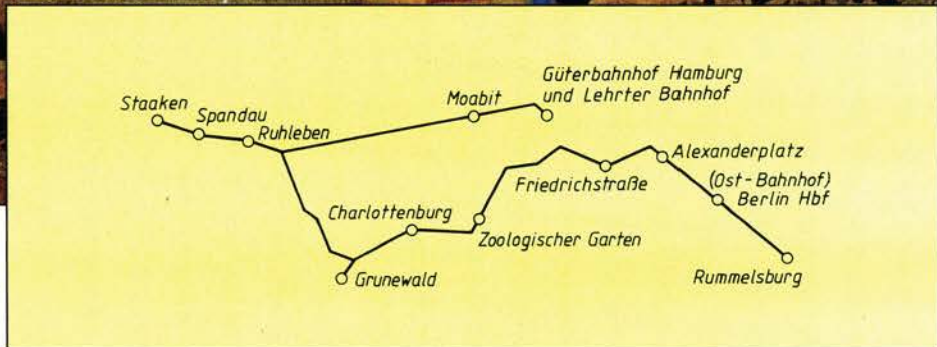 Staaken
Spandau
Ruhleben
Moabit
Güterbahnhof Hamburg
und Lehrter Bahnhof
Charlottenburg
Grunewald
Zoologischer Garten
Friedrichstraße
Alexanderplatz
(Ost-Bahnhof)
Berlin Hbf
Rummelsburg